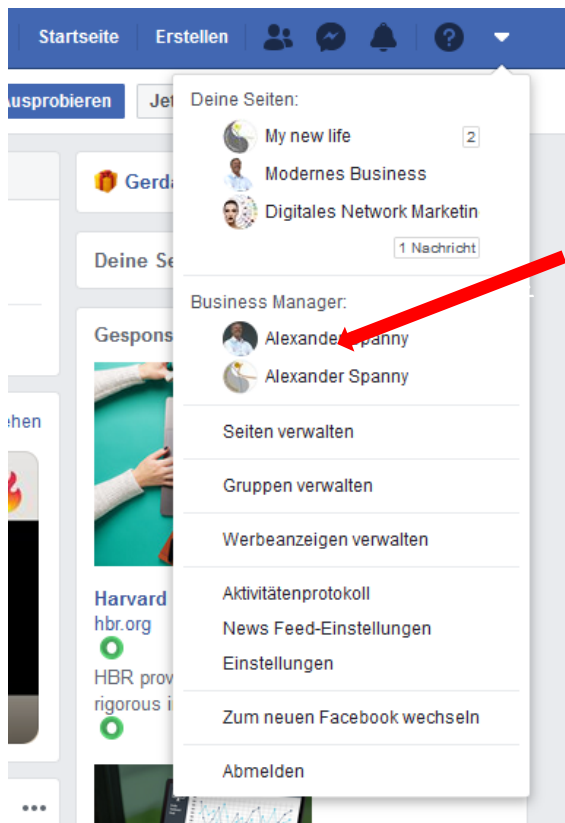 Startseite Erstellen
Ausprobieren Jet
Deine Seiten:
My new life 2
Modernes Business
Digitales Network Marketin
1 Nachricht
Gerda
Deine Se
Business Manager:
Gespons
Alexander Spanny
Alexander Spanny
ehen
Seiten verwalten
Gruppen verwalten
Werbeanzeigen verwalten
Harvard
Aktivitätenprotokoll
hbr.org
News Feed-Einstellungen
Einstellungen
HBR prov
rigorous i
Zum neuen Facebook wechseln
Abmelden